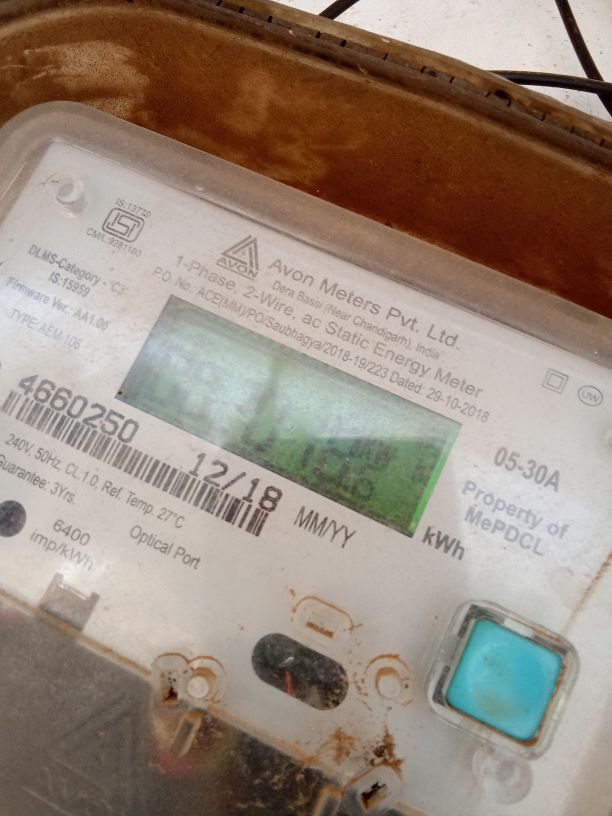 IS:13779
CM/L:9281180
AVON
Avon Meters Pvt. Ltd.
Dera Bassi (Near Chandigarh), India
1-Phase, 2-Wire, ac Static Energy Meter
P.O. No.: ACE(MM)/PO/Saubhagya/2018-19/223 Dated. 29-10-2018
DLMS-Category - C3
IS:15959
Firmware Ver.: AA1.00
TYPE: AEM-106
UW
4660250 12/18
MM/YY
05-30A
Property of
MePDCL
kWh
240V, 50Hz, CL:1.0, Ref. Temp. 27°C
Guarantee: 3Yrs.
6400
imp/kWh
Optical Port